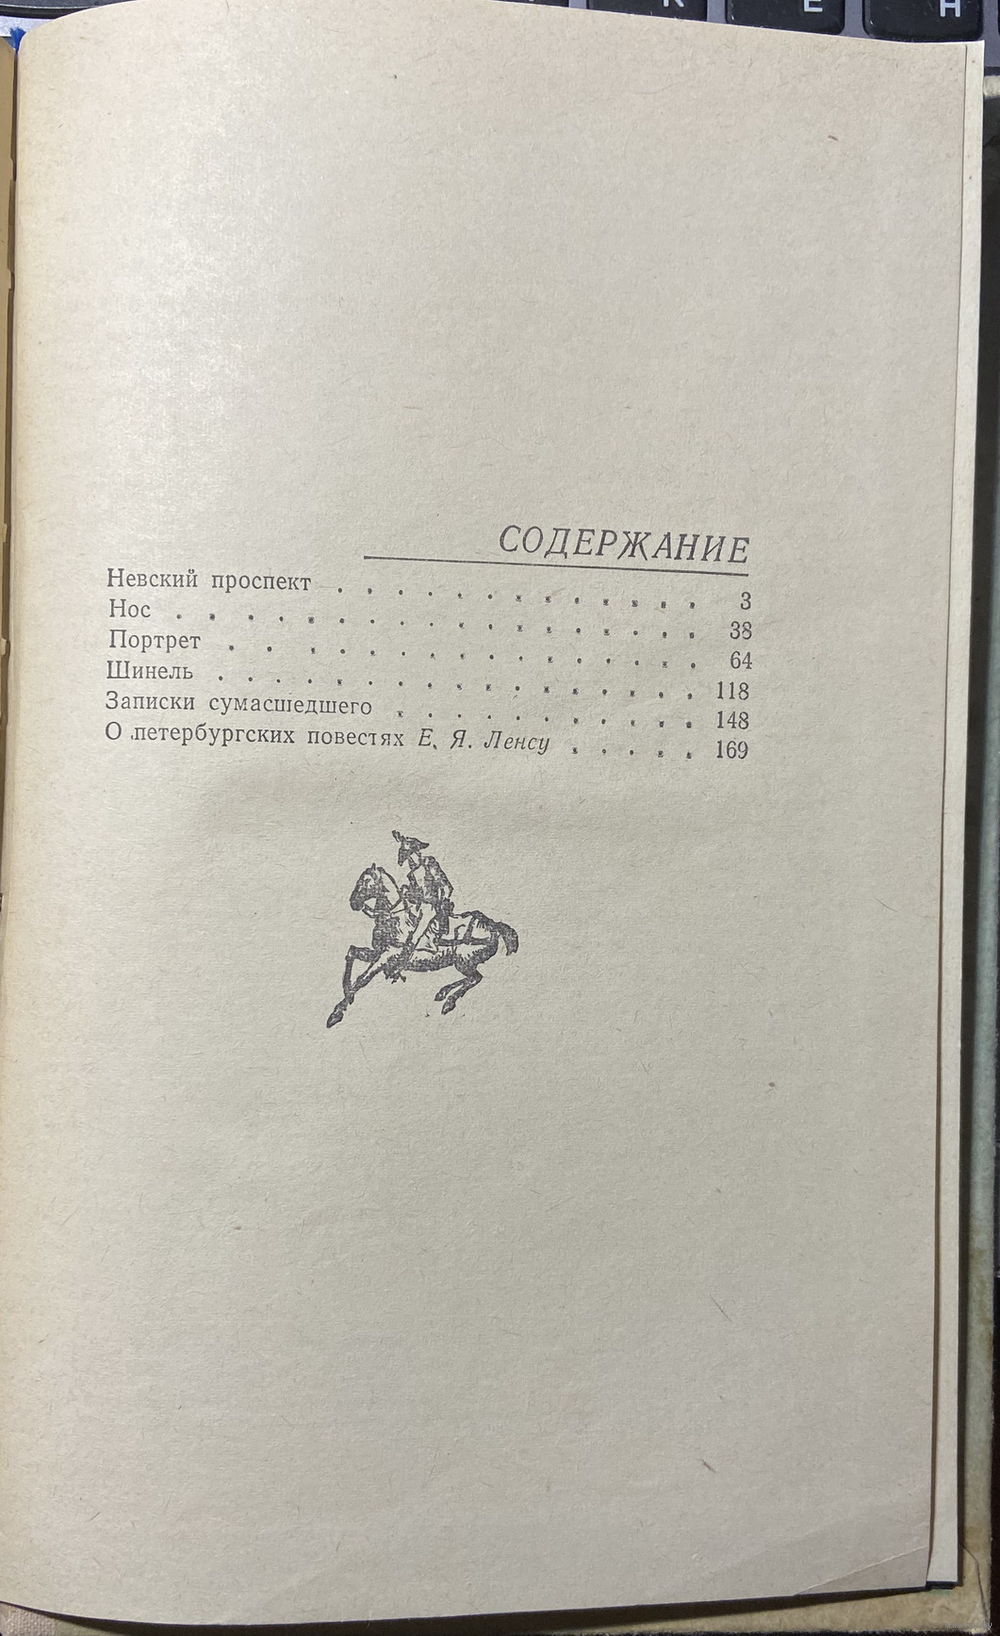 К Е Н
СОДЕРЖАНИЕ
Невский проспект . . . . . . . . . . . . . 3
Нос . . . . . . . . . . . . . . . . . . 38
Портрет . . . . . . . . . . . . . . . . 64
Шинель . . . . . . . . . . . . . . . . . 118
Записки сумасшедшего . . . . . . . . . . . 148
О петербургских повестях Е. Я. Ленсу . . . . . 169